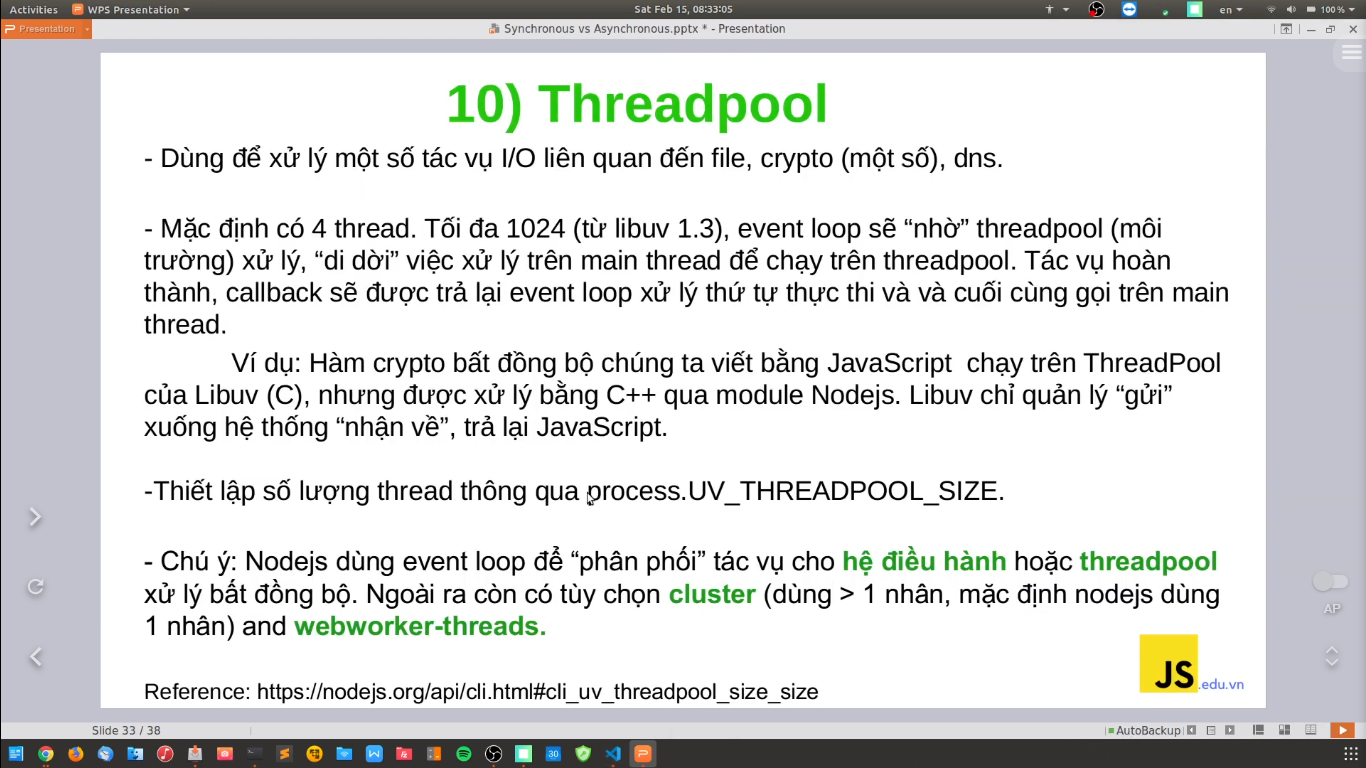 Activities WPS Presentation Sat Feb 15, 08:33:05 en 100 %
Presentation Synchronous vs Asynchronous.pptx * - Presentation
10) Threadpool
- Dùng để xử lý một số tác vụ I/O liên quan đến file, crypto (một số), dns.
- Mặc định có 4 thread. Tối đa 1024 (từ libuv 1.3), event loop sẽ “nhờ” threadpool (môi
trường) xử lý, “di dời” việc xử lý trên main thread để chạy trên threadpool. Tác vụ hoàn
thành, callback sẽ được trả lại event loop xử lý thứ tự thực thi và và cuối cùng gọi trên main
thread.
Ví dụ: Hàm crypto bất đồng bộ chúng ta viết bằng JavaScript chạy trên ThreadPool
của Libuv (C), nhưng được xử lý bằng C++ qua module Nodejs. Libuv chỉ quản lý “gửi”
xuống hệ thống “nhận về”, trả lại JavaScript.
-Thiết lập số lượng thread thông qua process.UV_THREADPOOL_SIZE.
- Chú ý: Nodejs dùng event loop để “phân phối” tác vụ cho hệ điều hành hoặc threadpool
xử lý bất đồng bộ. Ngoài ra còn có tùy chọn cluster (dùng > 1 nhân, mặc định nodejs dùng
1 nhân) and webworker-threads.
AP
JS .edu.vn
Reference: https://nodejs.org/api/cli.html#cli_uv_threadpool_size_size
Slide 33 / 38 AutoBackup
30